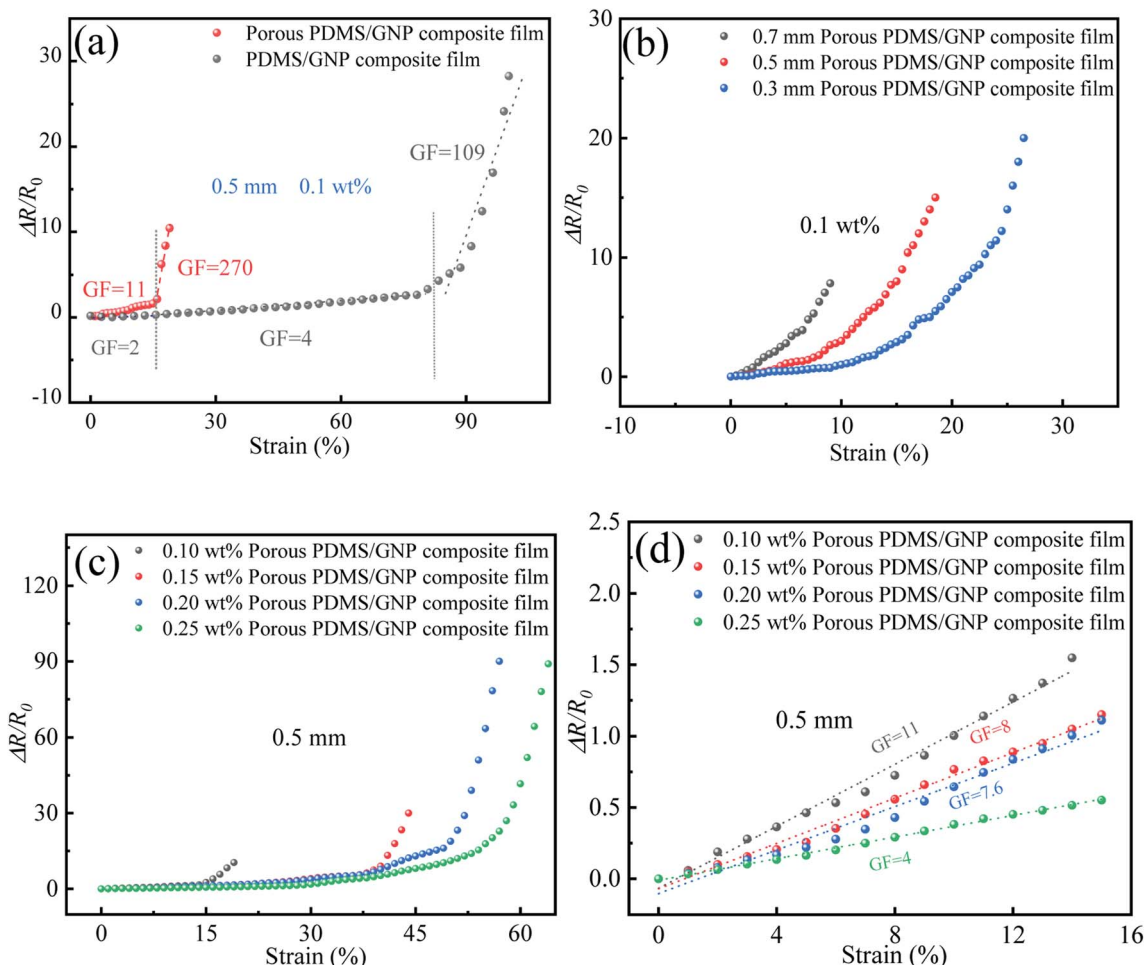 (a)
Porous PDMS/GNP composite film
PDMS/GNP composite film
GF=109
0.5 mm 0.1 wt%
GF=11
GF=270
GF=2
GF=4
30
20
10
0
-10
ΔR/R0
0 30 60 90
Strain (%)
(b)
0.7 mm Porous PDMS/GNP composite film
0.5 mm Porous PDMS/GNP composite film
0.3 mm Porous PDMS/GNP composite film
0.1 wt%
30
20
10
0
ΔR/R0
-10 0 10 20 30
Strain (%)
(c)
0.10 wt% Porous PDMS/GNP composite film
0.15 wt% Porous PDMS/GNP composite film
0.20 wt% Porous PDMS/GNP composite film
0.25 wt% Porous PDMS/GNP composite film
0.5 mm
120
90
60
30
0
ΔR/R0
0 15 30 45 60
Strain (%)
(d)
0.10 wt% Porous PDMS/GNP composite film
0.15 wt% Porous PDMS/GNP composite film
0.20 wt% Porous PDMS/GNP composite film
0.25 wt% Porous PDMS/GNP composite film
0.5 mm
GF=11
GF=8
GF=7.6
GF=4
2.5
2.0
1.5
1.0
0.5
0.0
ΔR/R0
0 4 8 12 16
Strain (%)